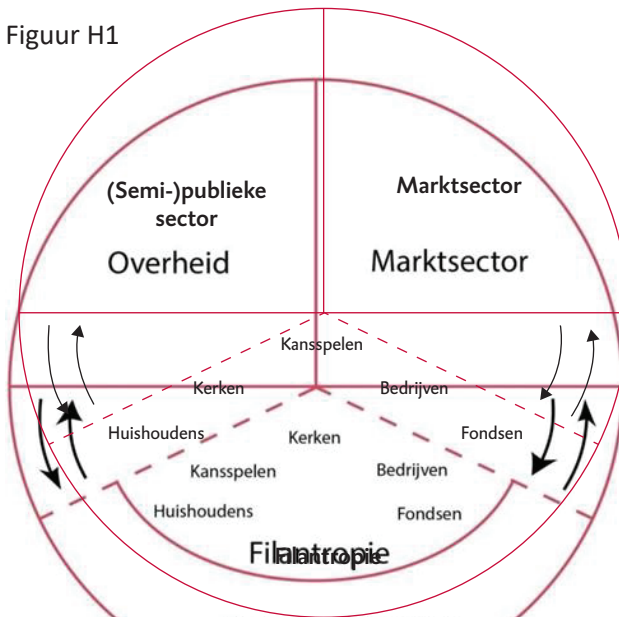 Figuur H1
(Semi-)publieke
sector
Marktsector
Overheid
Marktsector
Kansspelen
Kerken
Bedrijven
Huishoudens
Kerken
Fondsen
Kansspelen
Bedrijven
Huishoudens
Fondsen
Filantropie
Filantropie